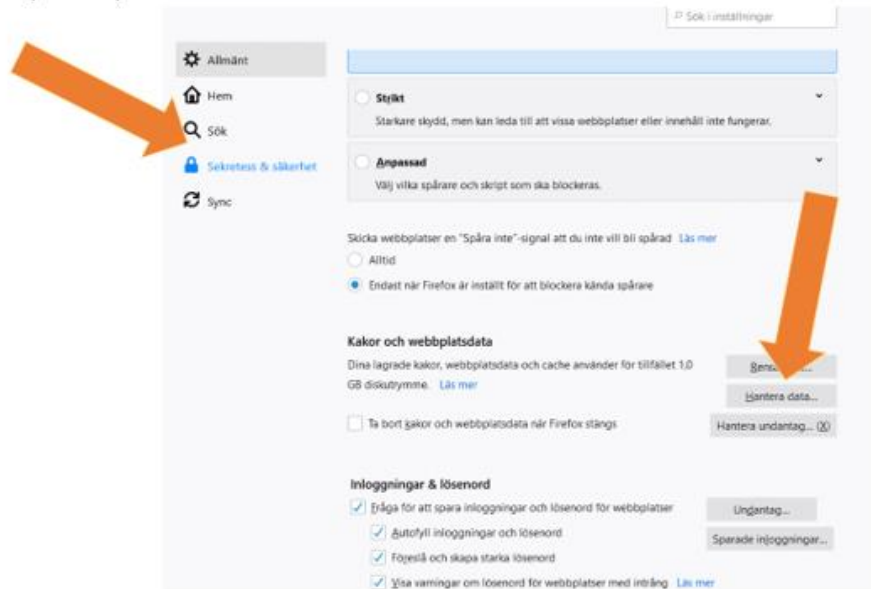 Sök i inställningar
Allmänt
Hem
Sök
Sekretess & säkerhet
Sync
Strikt
Starkare skydd, men kan leda till att vissa webbplatser eller innehåll inte fungerar.
Anpassad
Välj vilka spårare och skript som ska blockeras.
Skicka webbplatser en "Spåra inte"-signal att du inte vill bli spårad Läs mer
Alltid
Endast när Firefox är inställt för att blockera kända spårare
Kakor och webbplatsdata
Dina lagrade kakor, webbplatsdata och cache använder för tillfället 1,0
GB diskutrymme. Läs mer
Hantera data...
Ta bort kakor och webbplatsdata när Firefox stängs
Hantera undantag... (X)
Inloggningar & lösenord
Fråga för att spara inloggningar och lösenord för webbplatser
Undantag...
Autofyll inloggningar och lösenord
Sparade inloggningar...
Föreslå och skapa starka lösenord
Visa varningar om lösenord för webbplatser med intrång Läs mer